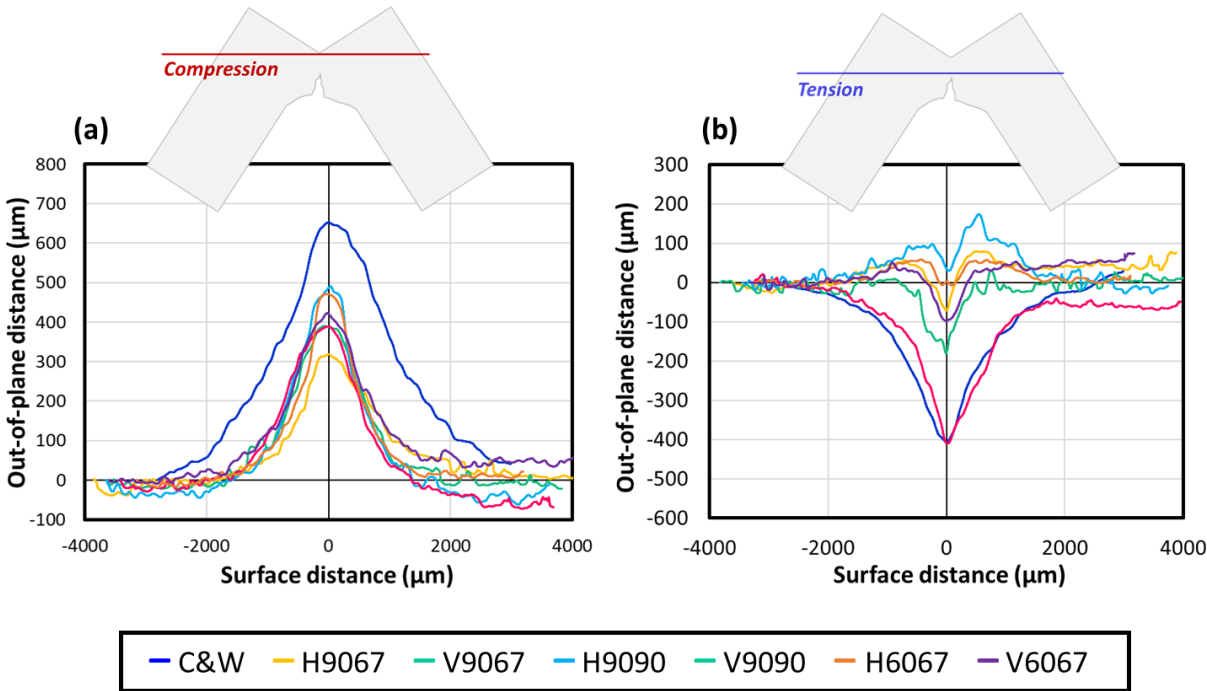 Compression
Tension
(a)
(b)
800
700
600
500
400
300
200
100
0
-100
Out-of-plane distance (µm)
-4000 -2000 0 2000 4000
Surface distance (µm)
300
200
100
0
-100
-200
-300
-400
-500
-600
Out-of-plane distance (µm)
-4000 -2000 0 2000 4000
Surface distance (µm)
C&W H9067 V9067 H9090 V9090 H6067 V6067